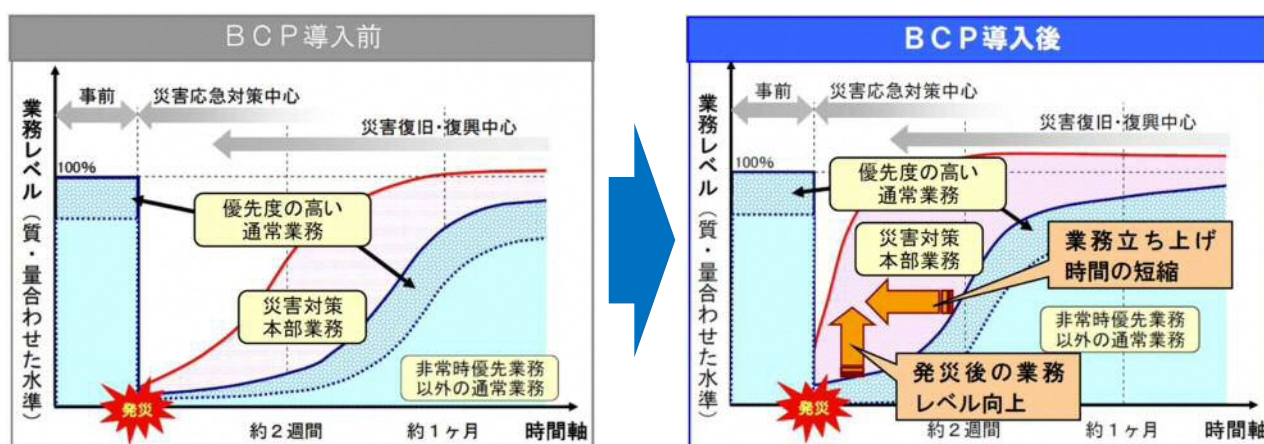 BCP導入前
業務レベル（質・量合わせた水準）
事前
災害応急対策中心
災害復旧・復興中心
100%
優先度の高い
通常業務
災害対策
本部業務
非常時優先業務
以外の通常業務
発災
約2週間
約1ヶ月
時間軸
BCP導入後
業務レベル（質・量合わせた水準）
事前
災害応急対策中心
災害復旧・復興中心
100%
優先度の高い
通常業務
災害対策
本部業務
業務立ち上げ
時間の短縮
非常時優先業務
以外の通常業務
発災後の業務
レベル向上
発災
約2週間
約1ヶ月
時間軸